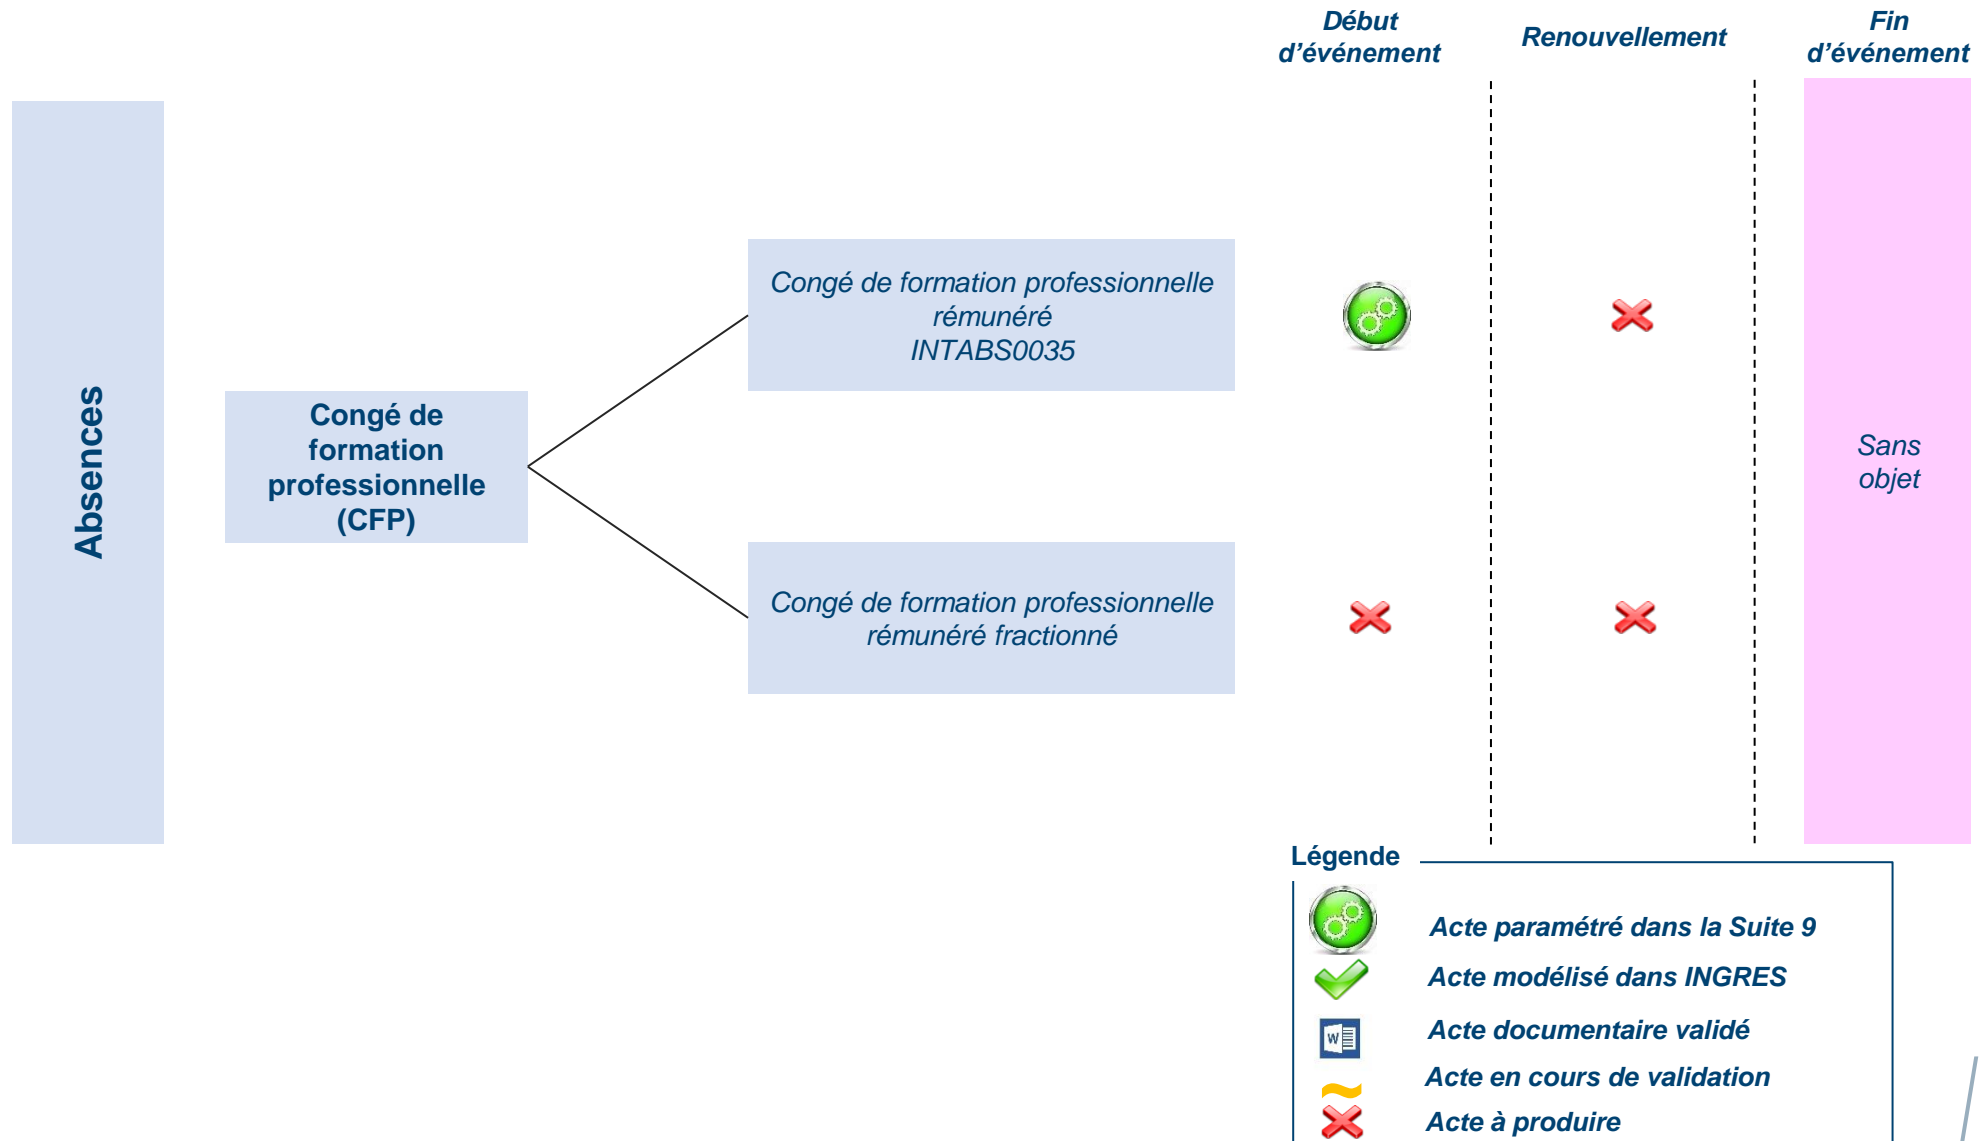 Début
d'événement
Renouvellement
Fin
d'événement
Absences
Congé de
formation
professionnelle
(CFP)
Congé de formation professionnelle
rémunéré
INTABS0035
Congé de formation professionnelle
rémunéré fractionné
Sans
objet
Légende
Acte paramétré dans la Suite 9
Acte modélisé dans INGRES
W
Acte documentaire validé
Acte en cours de validation
Acte à produire